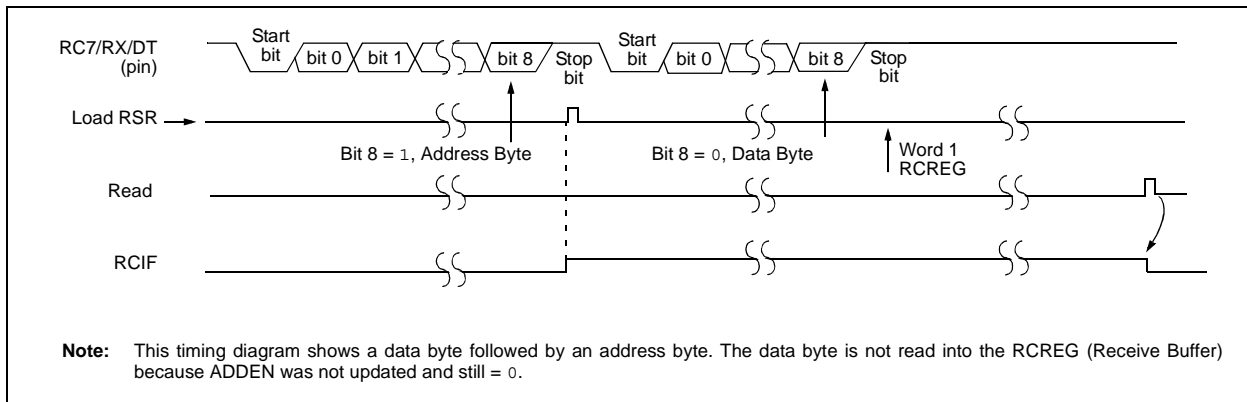 RC7/RX/DT
(pin)
Start
bit
bit 0
bit 1
bit 8
Stop
bit
Start
bit
bit 0
bit 8
Stop
bit
Load RSR
Bit 8 = 1, Address Byte
Bit 8 = 0, Data Byte
Word 1
RCREG
Read
RCIF
Note: This timing diagram shows a data byte followed by an address byte. The data byte is not read into the RCREG (Receive Buffer)
because ADDEN was not updated and still = 0.